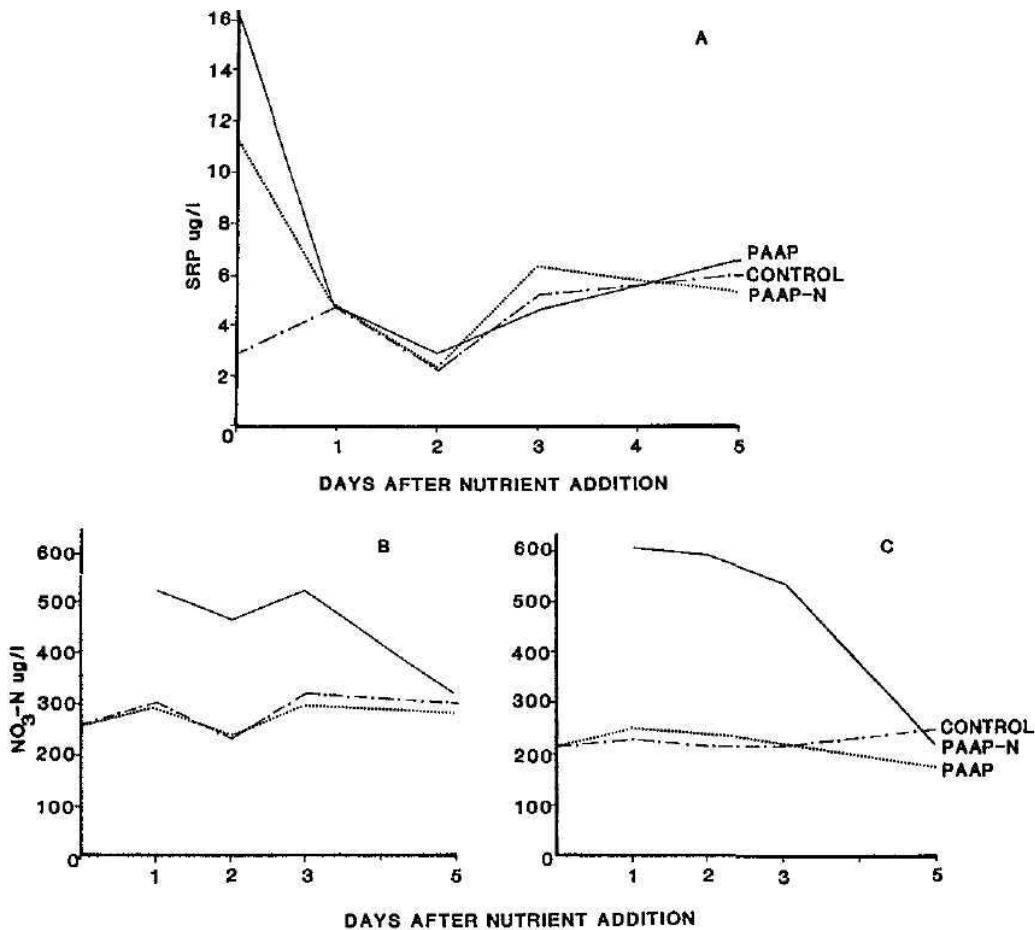 A
16
14
12
10
8
6
4
2
0
SRP ug/l
PAAP
CONTROL
PAAP-N
1 2 3 4 5
DAYS AFTER NUTRIENT ADDITION
B
600
500
400
300
200
100
0
NO3-N ug/l
1 2 3 5
C
600
500
400
300
200
100
0
CONTROL
PAAP-N
PAAP
1 2 3 5
DAYS AFTER NUTRIENT ADDITION